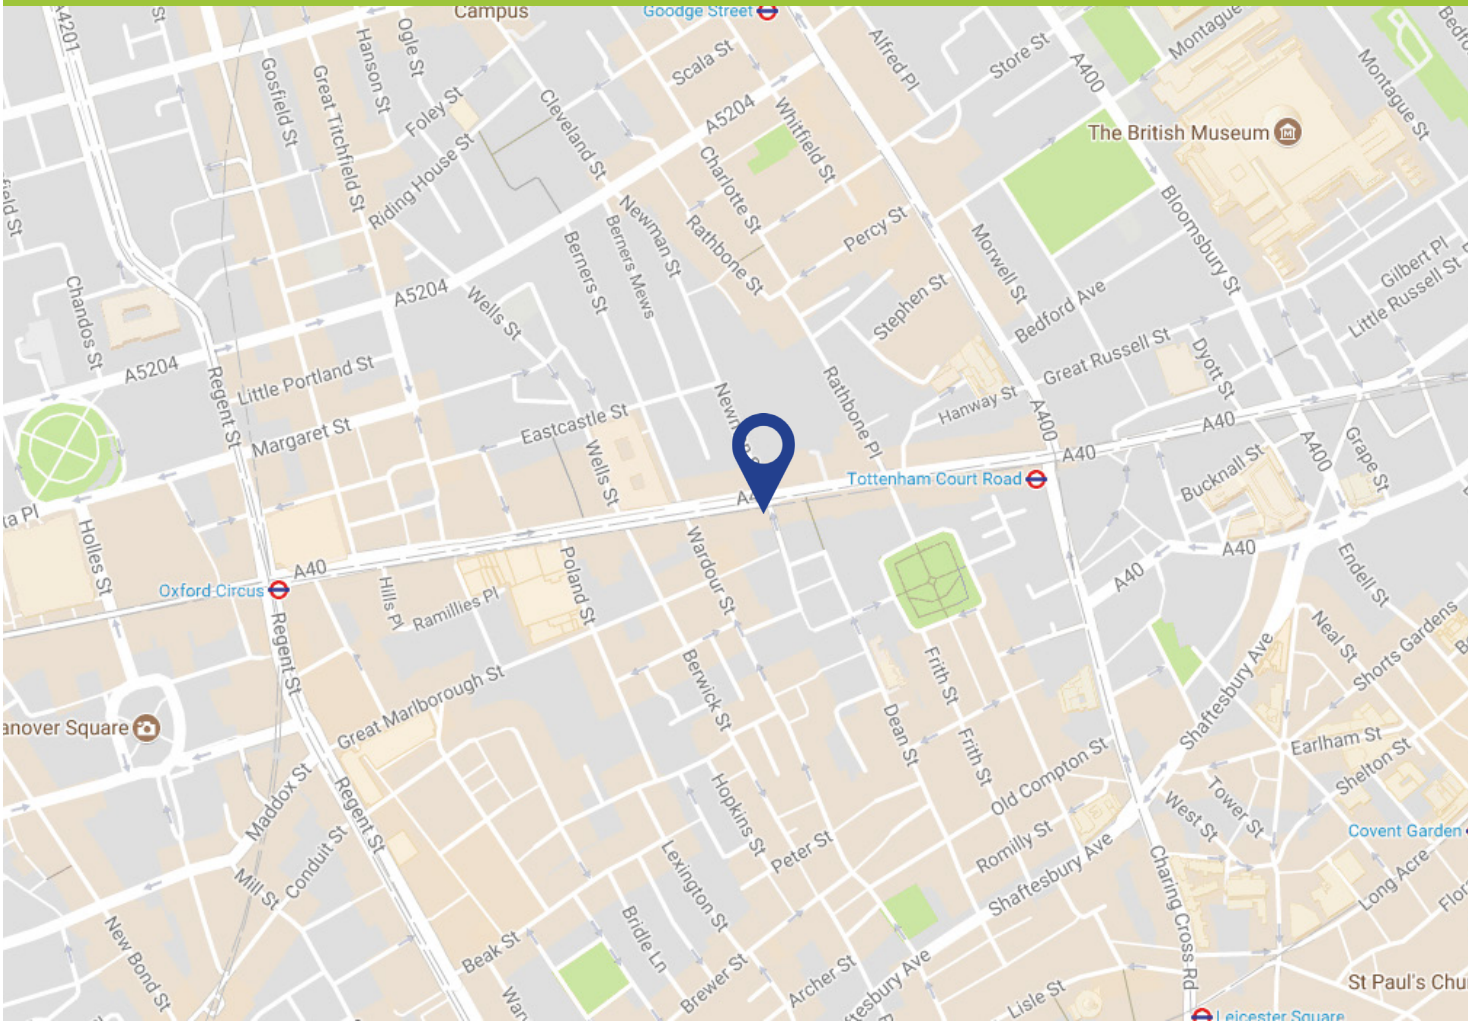 Campus
Goodge Street
A4201
St
Hanson St
Ogle St
Gosfield St
Great Titchfield St
Foley St
Riding House St
Cleveland St
Scala St
A5204
Alfred Pl
Store St
A400
Montague
Montague St
Whitfield St
Charlotte St
The British Museum
Bloomsbury St
Newman St
Berners Mews
Berners St
Rathbone St
Percy St
Morwell St
Gilbert Pl
Little Russell St
Chandos St
A5204
A5204
Wells St
Stephen St
Bedford Ave
Great Russell St
Dyott St
Regent St
Little Portland St
Margaret St
Eastcastle St
Wells St
Rathbone Pl
Hanway St
A400
A40
A40
A400
Grape St
Bucknall St
Tottenham Court Road
Holles St
Oxford Circus
A40
Hills Pl
Ramillies Pl
Poland St
Wardour St
A40
A40
Endell St
Regent St
Great Marlborough St
Berwick St
Frith St
Neal St
Shorts Gardens
Shaftesbury Ave
anover Square
Maddox St
Regent St
Dean St
Frith St
Old Compton St
Earlham St
Shelton St
Hopkins St
Peter St
Romilly St
West St
Tower St
Covent Garden
Mill St
Conduit St
Lexington St
Shaftesbury Ave
Charing Cross Rd
Long Acre
New Bond St
Beak St
Bridle Ln
Brewer St
Archer St
ftesbury Ave
Lisle St
St Paul's Chu
Leicester Square